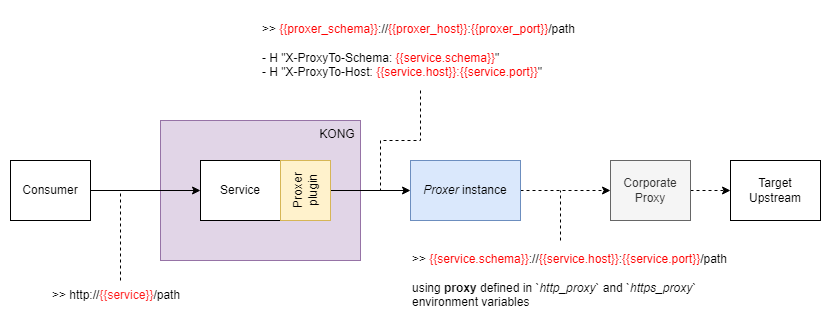 >> {{proxer_schema}}://{{proxer_host}}:{{proxer_port}}/path
- H "X-ProxyTo-Schema: {{service.schema}}"
- H "X-ProxyTo-Host: {{service.host}}:{{service.port}}"
KONG
Consumer
Service
Proxer
plugin
Proxer instance
Corporate
Proxy
Target
Upstream
>> http://{{service}}/path
>> {{service.schema}}://{{service.host}}:{{service.port}}/path
using proxy defined in `http_proxy` and `https_proxy`
environment variables